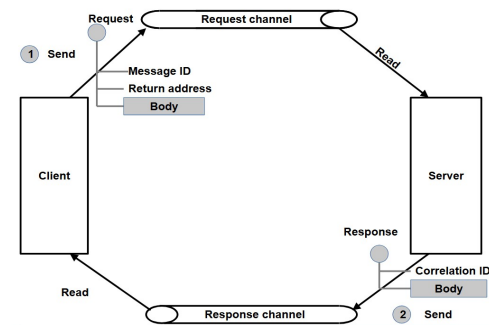 Request
Request channel
1 Send
Read
Message ID
Return address
Body
Client
Server
Response
Correlation ID
Body
Read
Response channel
2 Send